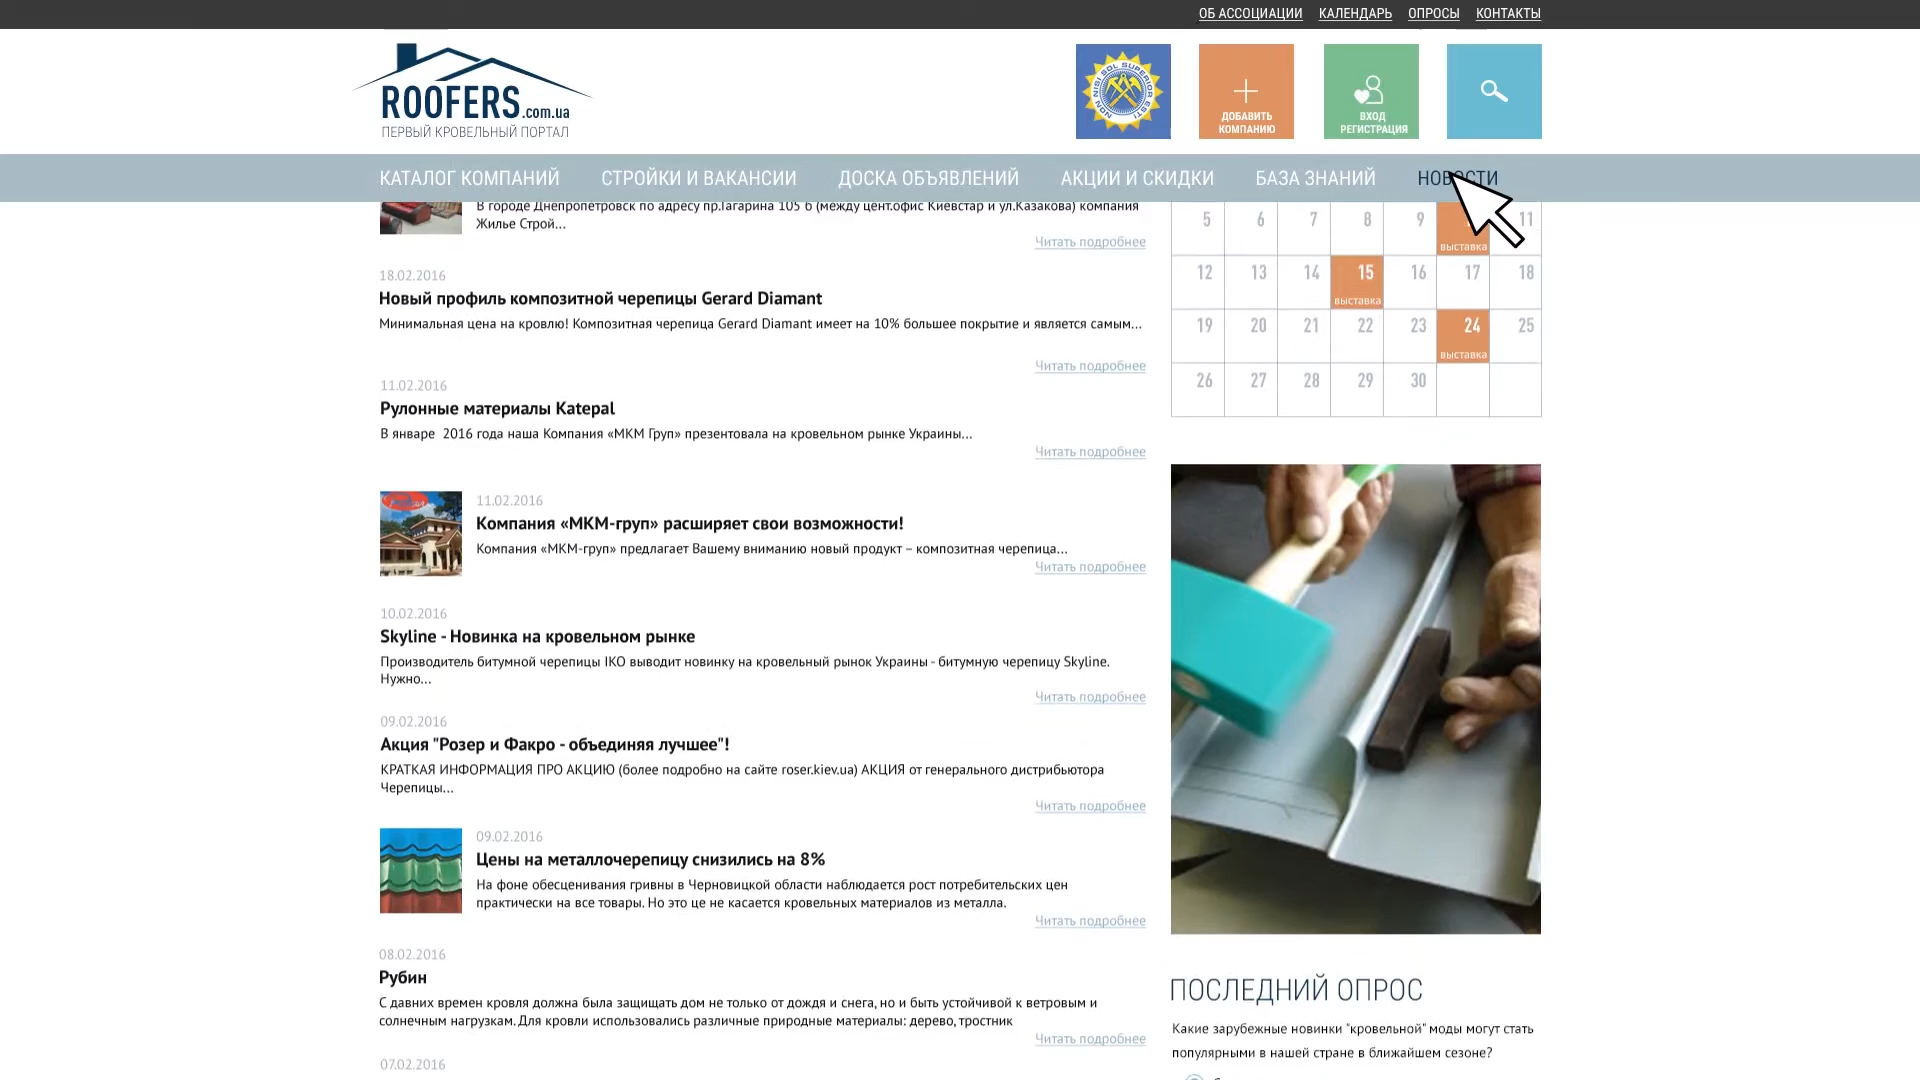 ОБ АССОЦИАЦИИ КАЛЕНДАРЬ ОПРОСЫ КОНТАКТЫ
ROOFERS.com.ua
ПЕРВЫЙ КРОВЕЛЬНЫЙ ПОРТАЛ
NON NISI SOL SUPERIOR EST!
ДОБАВИТЬ
КОМПАНИЮ
ВХОД
РЕГИСТРАЦИЯ
КАТАЛОГ КОМПАНИЙ СТРОЙКИ И ВАКАНСИИ ДОСКА ОБЪЯВЛЕНИЙ АКЦИИ И СКИДКИ БАЗА ЗНАНИЙ НОВОСТИ
В городе Днепропетровск по адресу пр.Гагарина 105 б (между цент.офис Киевстар и ул.Казакова) компания
Жилье Строй...
Читать подробнее
18.02.2016
Новый профиль композитной черепицы Gerard Diamant
Минимальная цена на кровлю! Композитная черепица Gerard Diamant имеет на 10% большее покрытие и является самым...
Читать подробнее
11.02.2016
Рулонные материалы Katepal
В январе 2016 года наша Компания «МКМ Груп» презентовала на кровельном рынке Украины...
Читать подробнее
11.02.2016
Компания «МКМ-груп» расширяет свои возможности!
Компания «МКМ-груп» предлагает Вашему вниманию новый продукт – композитная черепица...
Читать подробнее
10.02.2016
Skyline - Новинка на кровельном рынке
Производитель битумной черепицы IKO выводит новинку на кровельный рынок Украины - битумную черепицу Skyline.
Нужно...
Читать подробнее
09.02.2016
Акция "Розер и Факро - объединяя лучшее"!
КРАТКАЯ ИНФОРМАЦИЯ ПРО АКЦИЮ (более подробно на сайте roser.kiev.ua) АКЦИЯ от генерального дистрибьютора
Черепицы...
Читать подробнее
09.02.2016
Цены на металлочерепицу снизились на 8%
На фоне обесценивания гривны в Черновицкой области наблюдается рост потребительских цен
практически на все товары. Но это це не касается кровельных материалов из металла.
Читать подробнее
08.02.2016
Рубин
С давних времен кровля должна была защищать дом не только от дождя и снега, но и быть устойчивой к ветровым и
солнечным нагрузкам. Для кровли использовались различные природные материалы: дерево, тростник
Читать подробнее
07.02.2016
5 6 7 8 9 11
выставка
12 13 14 15 16 17 18
выставка
19 20 21 22 23 24 25
выставка
26 27 28 29 30
ПОСЛЕДНИЙ ОПРОС
Какие зарубежные новинки "кровельной" моды могут стать
популярными в нашей стране в ближайшем сезоне?